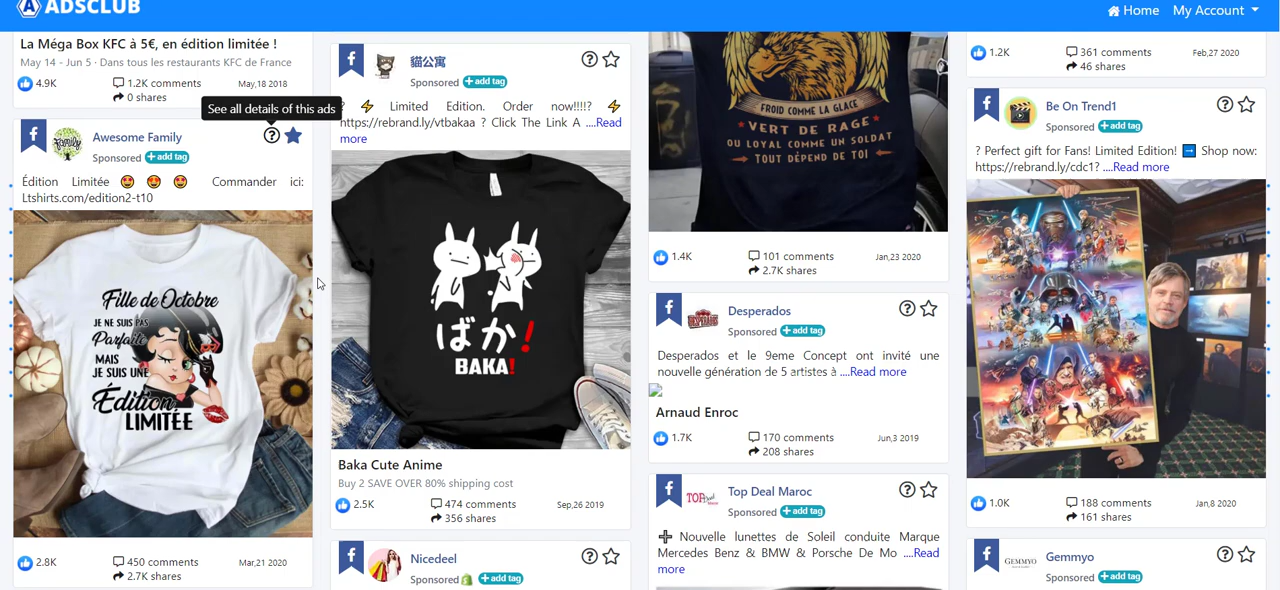 ADSCLUB
Home My Account
La Méga Box KFC à 5€, en édition limitée !
May 14 - Jun 5 · Dans tous les restaurants KFC de France
4.9K
1.2K comments
0 shares
May,18 2018
See all details of this ads
Awesome Family
Sponsored + add tag
Édition Limitée Commander ici:
Ltshirts.com/edition2-t10
Fille de Octobre
JE NE SUIS PAS
Parfaite
MAIS
JE SUIS UNE
Édition
LIMITÉE
2.8K
450 comments
2.7K shares
Mar,21 2020
貓公寓
Sponsored + add tag
? ⚡ Limited Edition. Order now!!!!? ⚡
https://rebrand.ly/vtbakaa ? Click The Link A ....Read
more
ばか!
BAKA!
Baka Cute Anime
Buy 2 SAVE OVER 80% shipping cost
2.5K
474 comments
356 shares
Sep,26 2019
Nicedeel
Sponsored + add tag
FROID COMME LA GLACE
VERT DE RAGE
OU LOYAL COMME UN SOLDAT
TOUT DÉPEND DE TOI
1.4K
101 comments
2.7K shares
Jan,23 2020
DESPERADOS
Desperados
Sponsored + add tag
Desperados et le 9eme Concept ont invité une
nouvelle génération de 5 artistes à ....Read more
Arnaud Enroc
1.7K
170 comments
208 shares
Jun,3 2019
Top Deal Maroc
Sponsored + add tag
➕ Nouvelle lunettes de Soleil conduite Marque
Mercedes Benz & BMW & Porsche De Mo ....Read
more
1.2K
361 comments
46 shares
Feb,27 2020
Be On Trend1
Sponsored + add tag
? Perfect gift for Fans! Limited Edition! ➡ Shop now:
https://rebrand.ly/cdc1? ....Read more
1.0K
188 comments
161 shares
Jan,8 2020
GEMMYO
Gemmyo
Sponsored + add tag